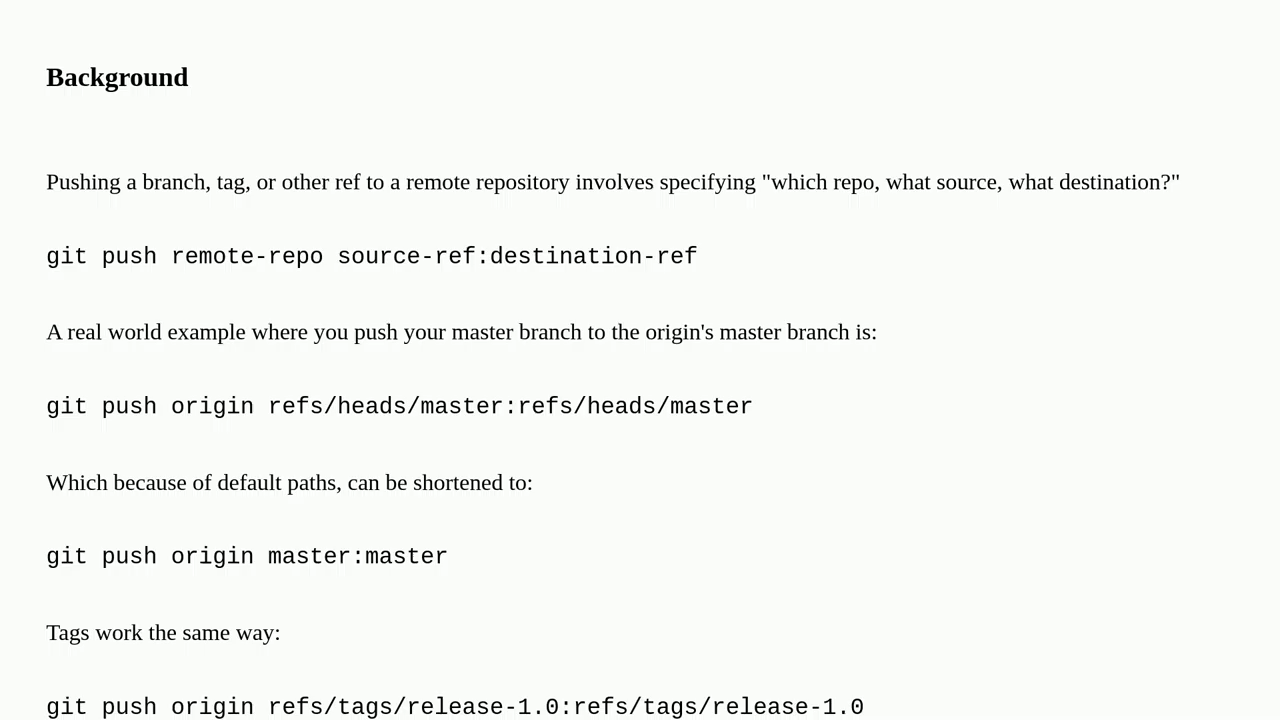 Background
Pushing a branch, tag, or other ref to a remote repository involves specifying "which repo, what source, what destination?"
git push remote-repo source-ref:destination-ref
A real world example where you push your master branch to the origin's master branch is:
git push origin refs/heads/master:refs/heads/master
Which because of default paths, can be shortened to:
git push origin master:master
Tags work the same way:
git push origin refs/tags/release-1.0:refs/tags/release-1.0